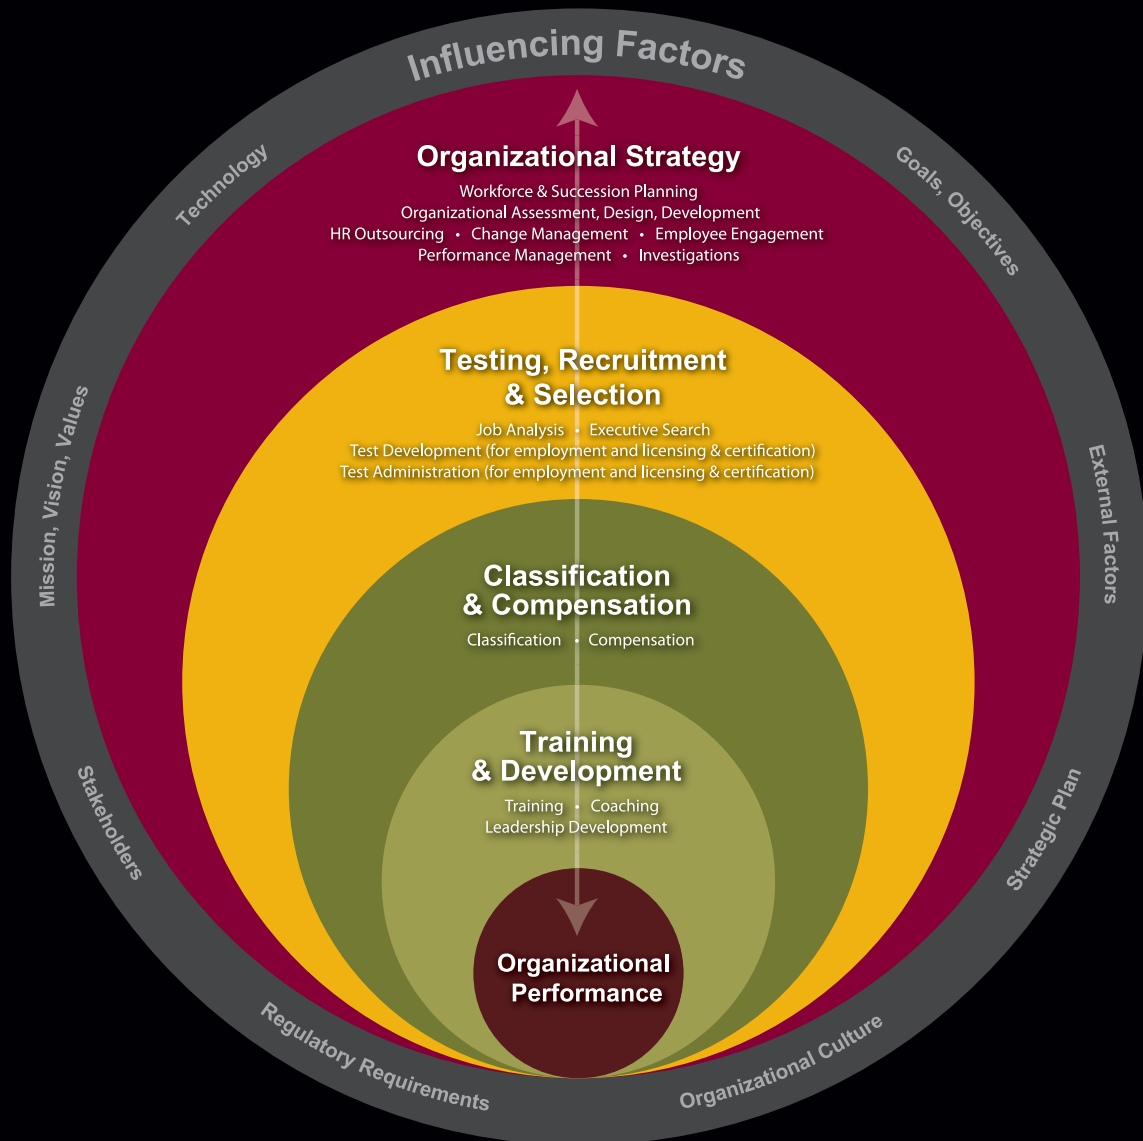 Influencing Factors
Technology
Goals, Objectives
Mission, Vision, Values
External Factors
Stakeholders
Strategic Plan
Regulatory Requirements
Organizational Culture
Organizational Strategy
Workforce & Succession Planning
Organizational Assessment, Design, Development
HR Outsourcing • Change Management • Employee Engagement
Performance Management • Investigations
Testing, Recruitment
& Selection
Job Analysis • Executive Search
Test Development (for employment and licensing & certification)
Test Administration (for employment and licensing & certification)
Classification
& Compensation
Classification • Compensation
Training
& Development
Training • Coaching
Leadership Development
Organizational
Performance